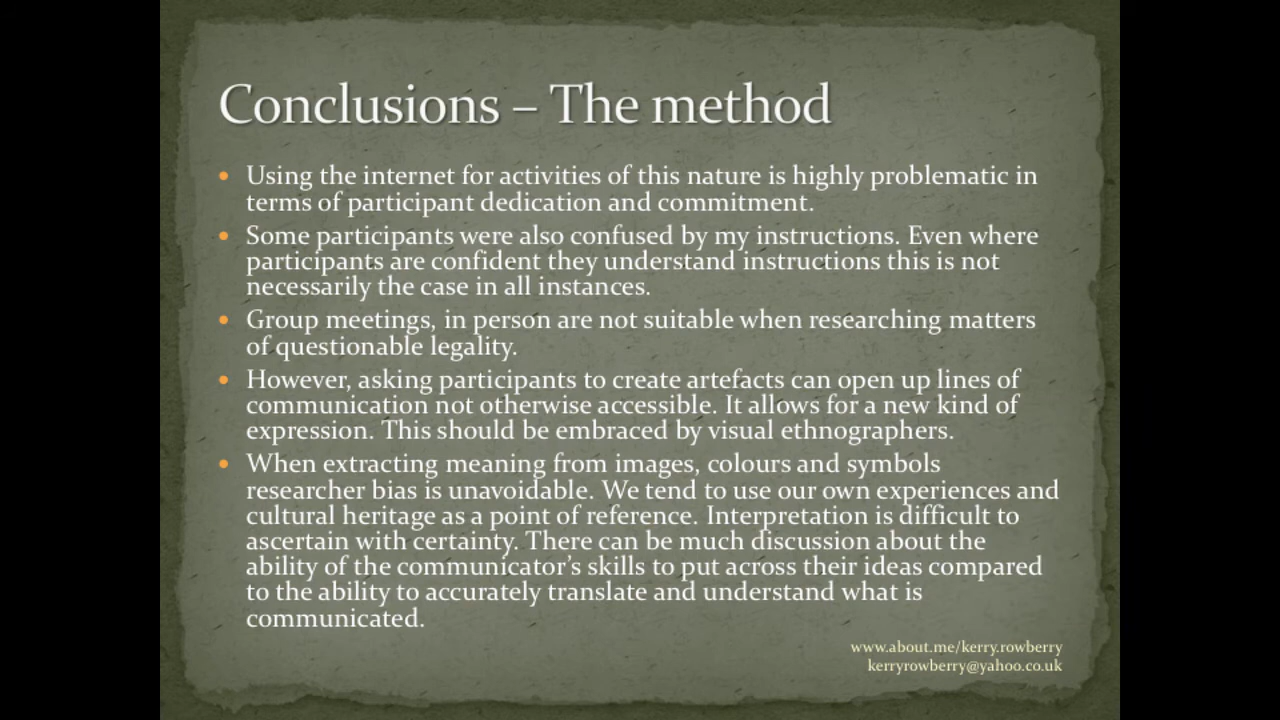 Conclusions – The method
• Using the internet for activities of this nature is highly problematic in
terms of participant dedication and commitment.
• Some participants were also confused by my instructions. Even where
participants are confident they understand instructions this is not
necessarily the case in all instances.
• Group meetings, in person are not suitable when researching matters
of questionable legality.
• However, asking participants to create artefacts can open up lines of
communication not otherwise accessible. It allows for a new kind of
expression. This should be embraced by visual ethnographers.
• When extracting meaning from images, colours and symbols
researcher bias is unavoidable. We tend to use our own experiences and
cultural heritage as a point of reference. Interpretation is difficult to
ascertain with certainty. There can be much discussion about the
ability of the communicator’s skills to put across their ideas compared
to the ability to accurately translate and understand what is
communicated.
www.about.me/kerry.rowberry
kerryrowberry@yahoo.co.uk